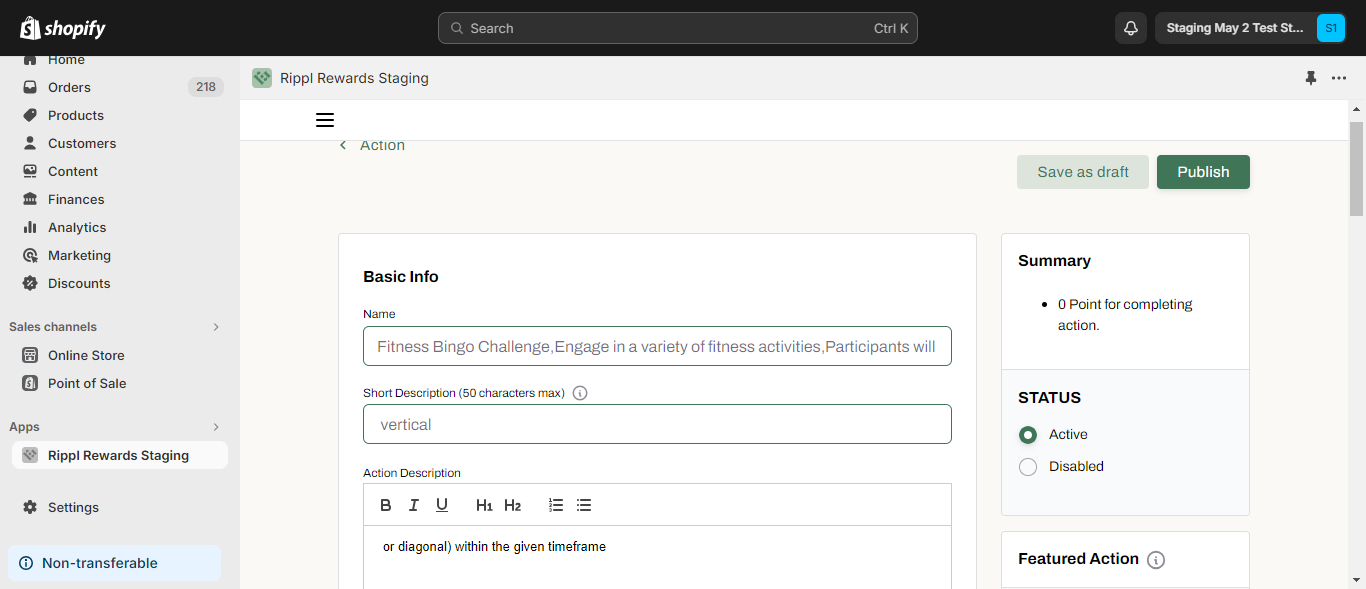 shopify
Search
Ctrl K
Staging May 2 Test St...
S1
Home
Orders
218
Products
Customers
Content
Finances
Analytics
Marketing
Discounts
Sales channels
Online Store
Point of Sale
Apps
Rippl Rewards Staging
Settings
Non-transferable
Rippl Rewards Staging
Action
Save as draft
Publish
Basic Info
Name
Fitness Bingo Challenge,Engage in a variety of fitness activities,Participants will
Short Description (50 characters max)
vertical
Action Description
B I U H1 H2
or diagonal) within the given timeframe
Summary
0 Point for completing
action.
STATUS
Active
Disabled
Featured Action